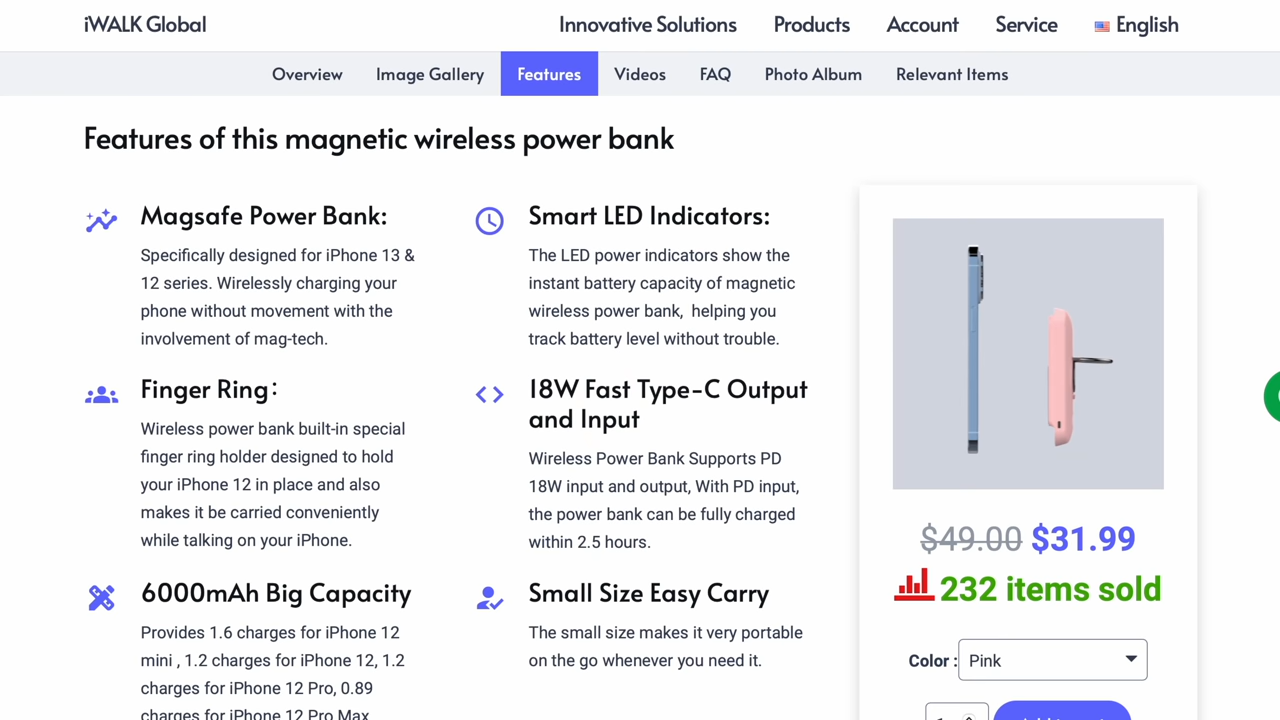 iWALK Global
Innovative Solutions
Products
Account
Service
English
Overview
Image Gallery
Features
Videos
FAQ
Photo Album
Relevant Items
Features of this magnetic wireless power bank
Magsafe Power Bank:
Specifically designed for iPhone 13 &
12 series. Wirelessly charging your
phone without movement with the
involvement of mag-tech.
Smart LED Indicators:
The LED power indicators show the
instant battery capacity of magnetic
wireless power bank,  helping you
track battery level without trouble.
Finger Ring：
Wireless power bank built-in special
finger ring holder designed to hold
your iPhone 12 in place and also
makes it be carried conveniently
while talking on your iPhone.
18W Fast Type-C Output
and Input
Wireless Power Bank Supports PD
18W input and output, With PD input,
the power bank can be fully charged
within 2.5 hours.
6000mAh Big Capacity
Provides 1.6 charges for iPhone 12
mini , 1.2 charges for iPhone 12, 1.2
charges for iPhone 12 Pro, 0.89
charges for iPhone 12 Pro Max
Small Size Easy Carry
The small size makes it very portable
on the go whenever you need it.
$49.00 $31.99
232 items sold
Color : Pink